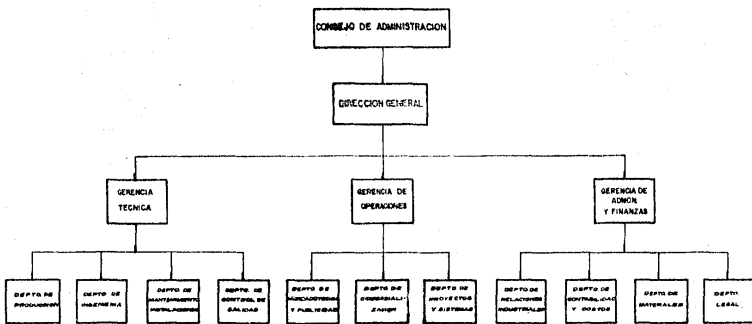 CONSEJO DE ADMINISTRACION
DIRECCION GENERAL
GERENCIA
TECNICA
GERENCIA DE
OPERACIONES
GERENCIA DE
ADMON.
Y FINANZAS
DEPTO. DE
PRODUCCION
DEPTO. DE
INGENIERIA
DEPTO. DE
MANTENIMIENTO
DEPTO. DE
CONTROL DE
CALIDAD
DEPTO. DE
MERCADOTECNIA
Y PUBLICIDAD
DEPTO. DE
COMERCIALI-
ZACION
DEPTO. DE
PROYECTOS
Y SISTEMAS
DEPTO. DE
RELACIONES
INDUSTRIALES
DEPTO. DE
CONTABILIDAD
Y COSTOS
DEPTO. DE
MATERIALES
DEPTO.
LEGAL